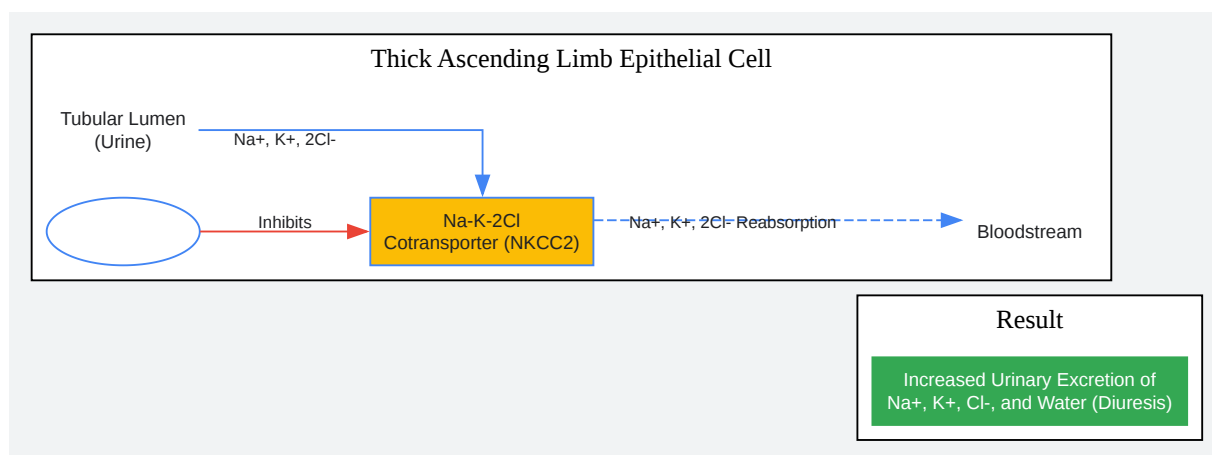 Thick Ascending Limb Epithelial Cell
Tubular Lumen
(Urine)
Na+, K+, 2Cl-
Inhibits
Na-K-2Cl
Cotransporter (NKCC2)
Na+, K+, 2Cl- Reabsorption
Bloodstream
Result
Increased Urinary Excretion of
Na+, K+, Cl-, and Water (Diuresis)